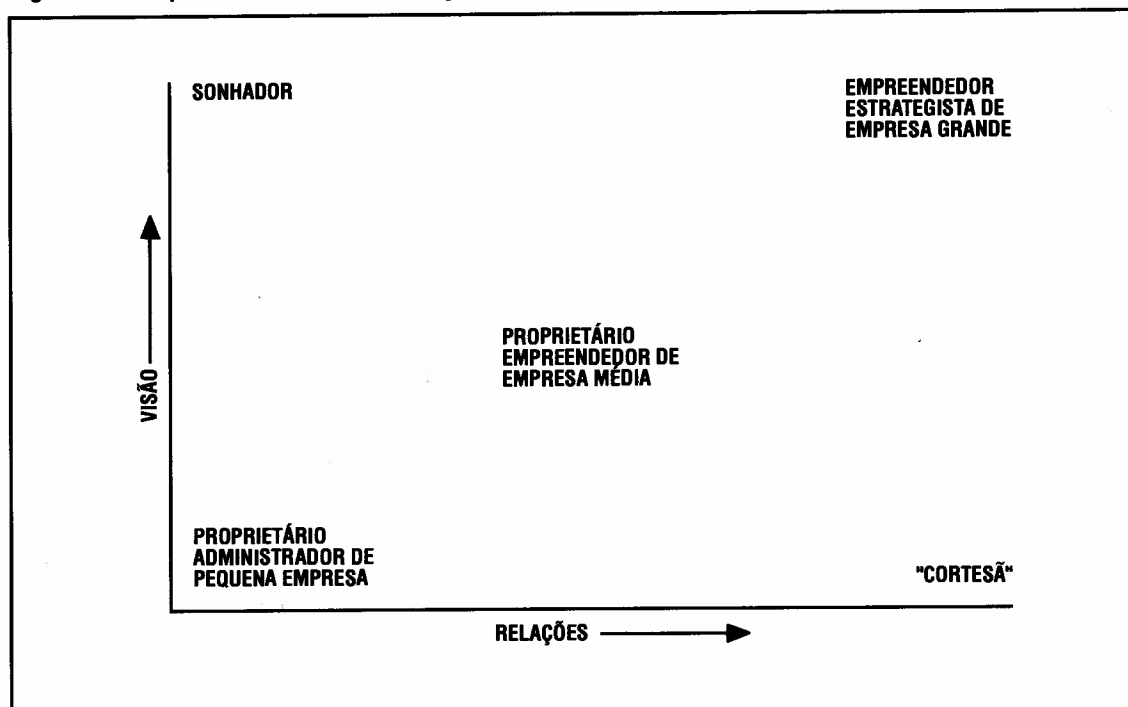 SONHADOR
EMPREENDEDOR
ESTRATEGISTA DE
EMPRESA GRANDE
VISÃO
PROPRIETÁRIO
EMPREENDEDOR DE
EMPRESA MÉDIA
PROPRIETÁRIO
ADMINISTRADOR DE
PEQUENA EMPRESA
"CORTESÃ"
RELAÇÕES